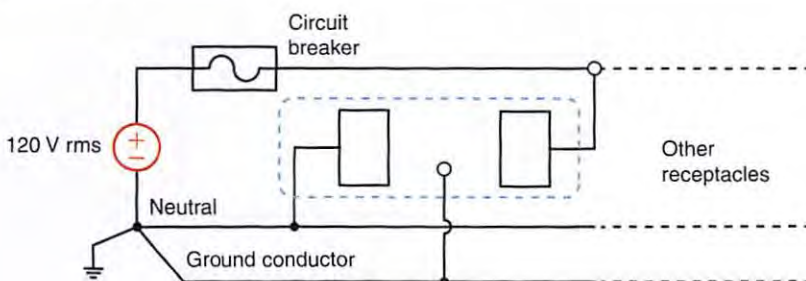 Circuit
breaker
120 V rms
+
−
Neutral
Ground conductor
Other
receptacles